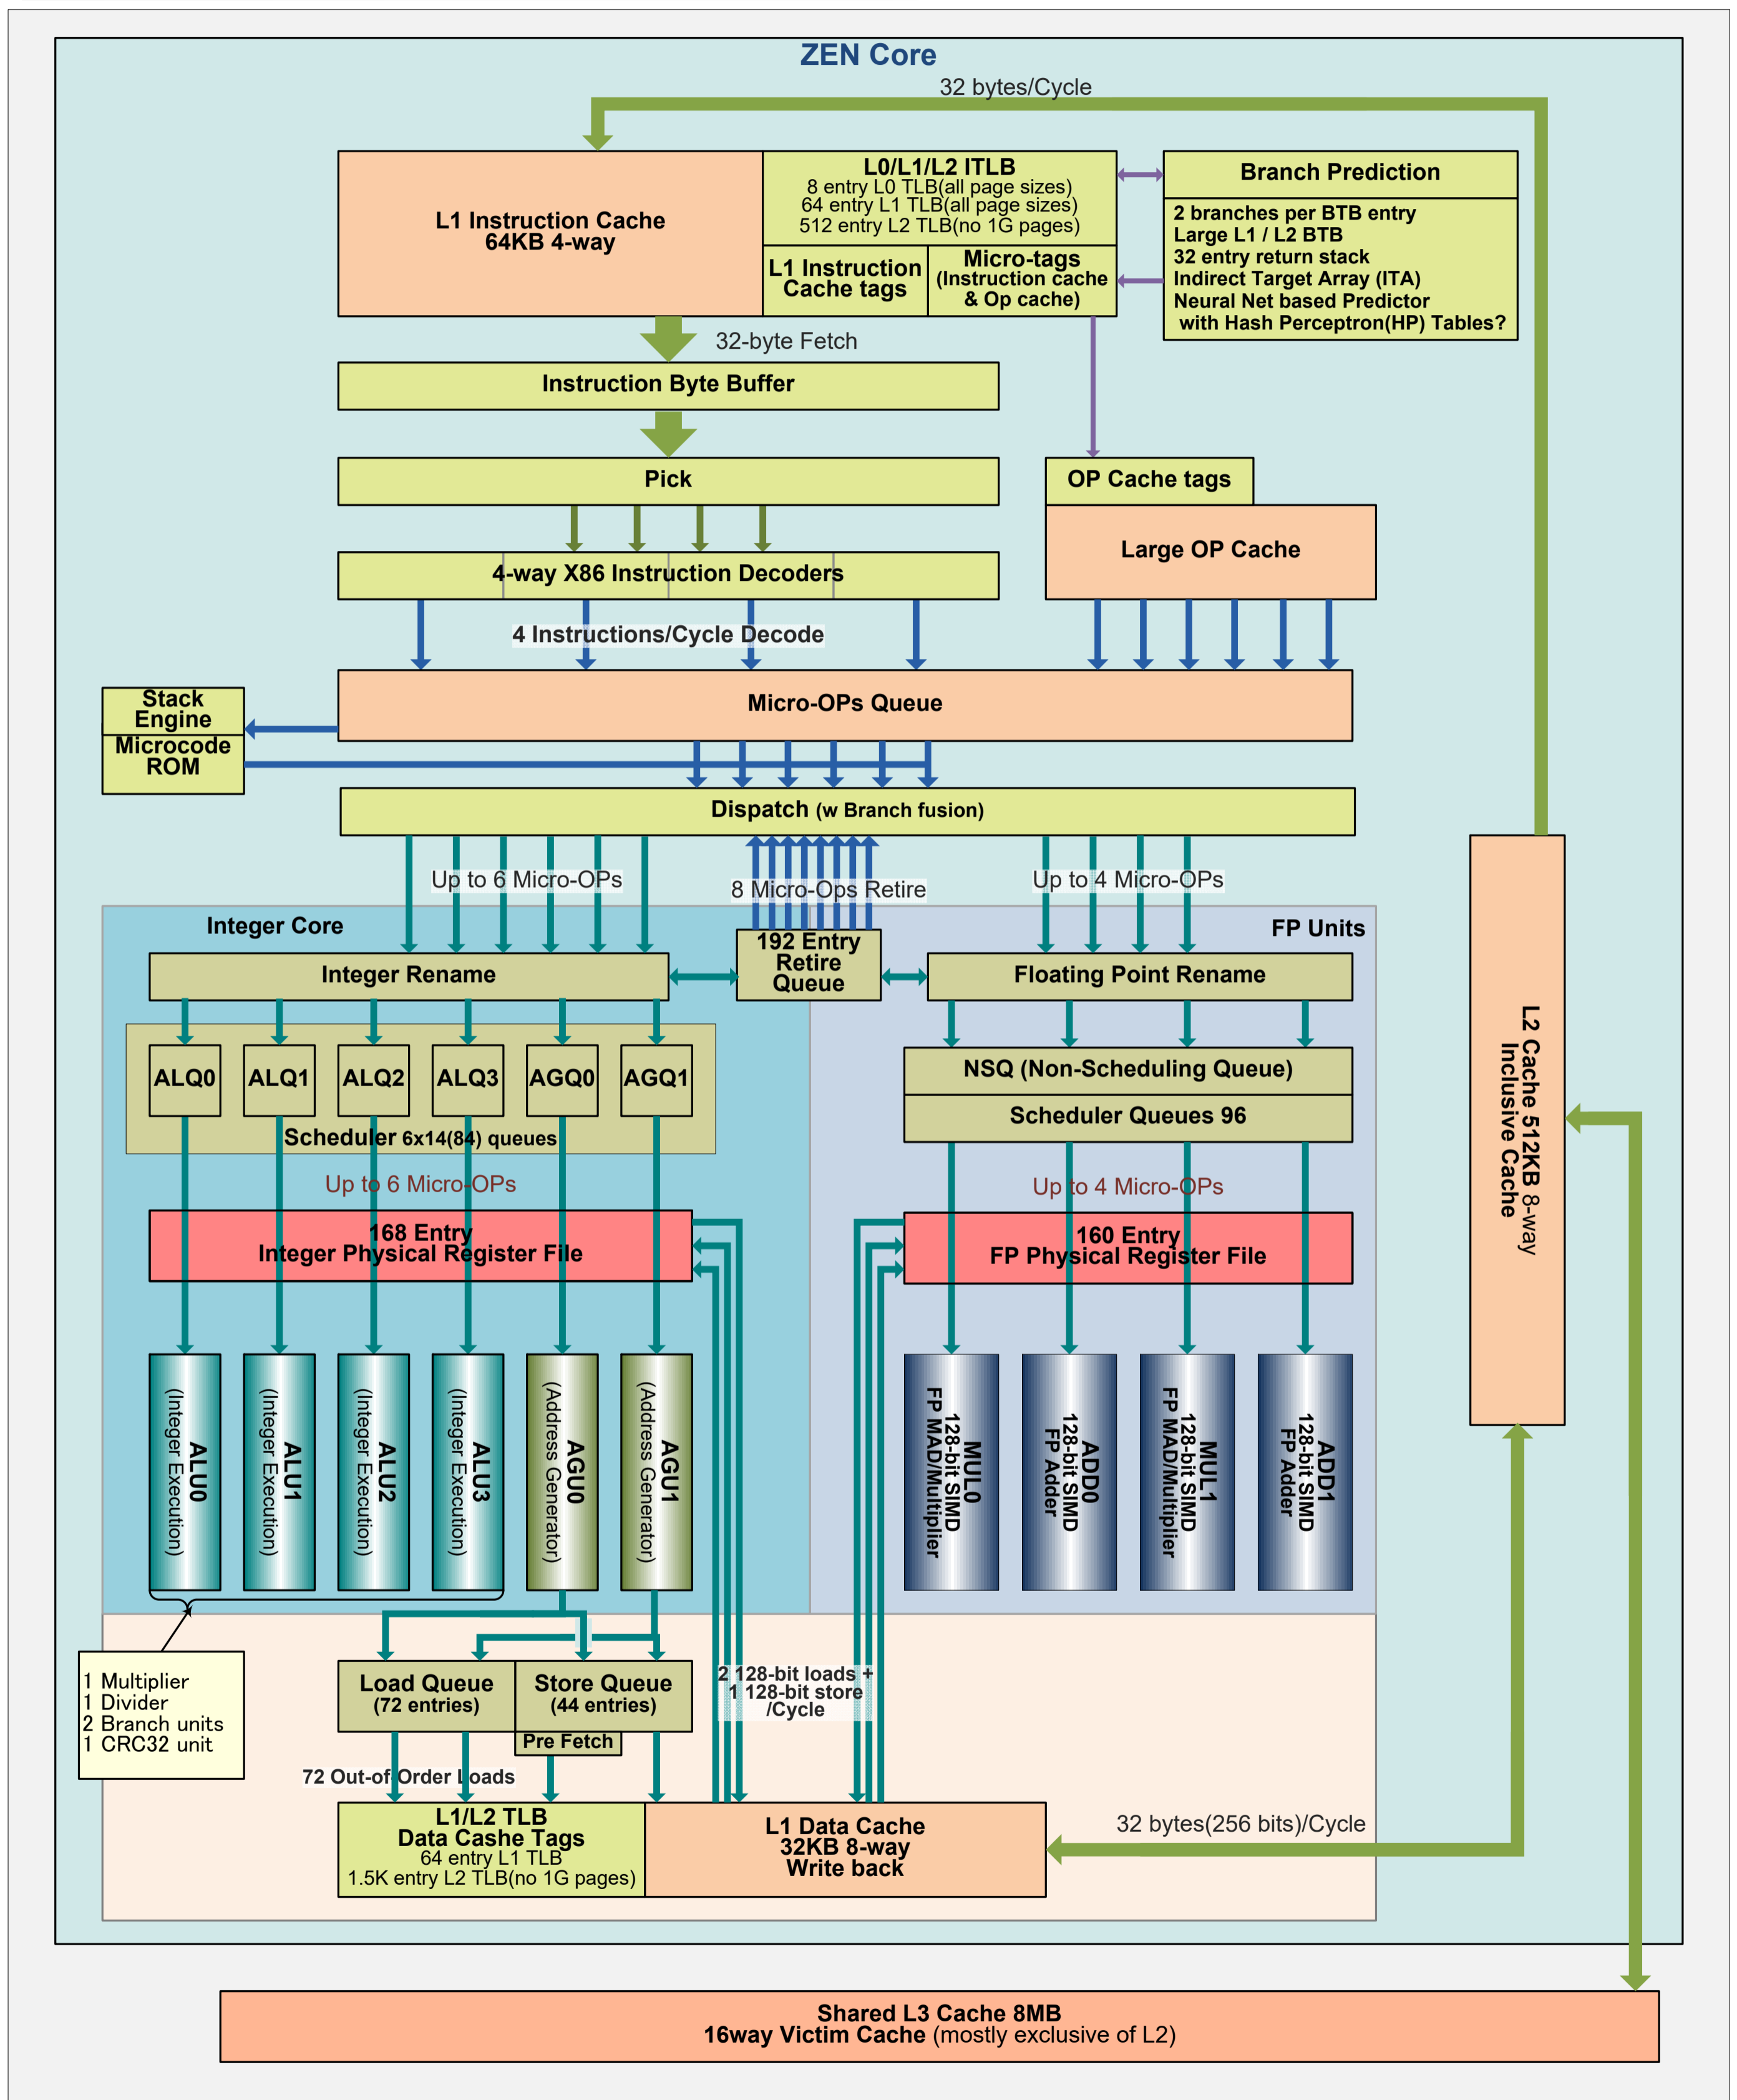 ZEN Core
32 bytes/Cycle
L1 Instruction Cache
64KB 4-way
L0/L1/L2 ITLB
8 entry L0 TLB(all page sizes)
64 entry L1 TLB(all page sizes)
512 entry L2 TLB(no 1G pages)
L1 Instruction
Cache tags
Micro-tags
(Instruction cache
& Op cache)
Branch Prediction
2 branches per BTB entry
Large L1 / L2 BTB
32 entry return stack
Indirect Target Array (ITA)
Neural Net based Predictor
with Hash Perceptron(HP) Tables?
32-byte Fetch
Instruction Byte Buffer
Pick
OP Cache tags
Large OP Cache
4-way X86 Instruction Decoders
4 Instructions/Cycle Decode
Micro-OPs Queue
Stack
Engine
Microcode
ROM
Dispatch (w Branch fusion)
Up to 6 Micro-OPs
8 Micro-Ops Retire
Up to 4 Micro-OPs
Integer Core
FP Units
192 Entry
Retire
Queue
Integer Rename
Floating Point Rename
ALQ0
ALQ1
ALQ2
ALQ3
AGQ0
AGQ1
Scheduler 6x14(84) queues
NSQ (Non-Scheduling Queue)
Scheduler Queues 96
Up to 6 Micro-OPs
Up to 4 Micro-OPs
168 Entry
Integer Physical Register File
160 Entry
FP Physical Register File
L2 Cache 512KB 8-way
Inclusive Cache
ALU0
(Integer Execution)
ALU1
(Integer Execution)
ALU2
(Integer Execution)
ALU3
(Integer Execution)
AGU0
(Address Generator)
AGU1
(Address Generator)
MUL0
128-bit SIMD
FP MAD/Multiplier
ADD0
128-bit SIMD
FP Adder
MUL1
128-bit SIMD
FP MAD/Multiplier
ADD1
128-bit SIMD
FP Adder
1 Multiplier
1 Divider
2 Branch units
1 CRC32 unit
Load Queue
(72 entries)
Store Queue
(44 entries)
Pre Fetch
2 128-bit loads +
1 128-bit store
/Cycle
72 Out-of-Order Loads
L1/L2 TLB
Data Cashe Tags
64 entry L1 TLB
1.5K entry L2 TLB(no 1G pages)
L1 Data Cache
32KB 8-way
Write back
32 bytes(256 bits)/Cycle
Shared L3 Cache 8MB
16way Victim Cache (mostly exclusive of L2)